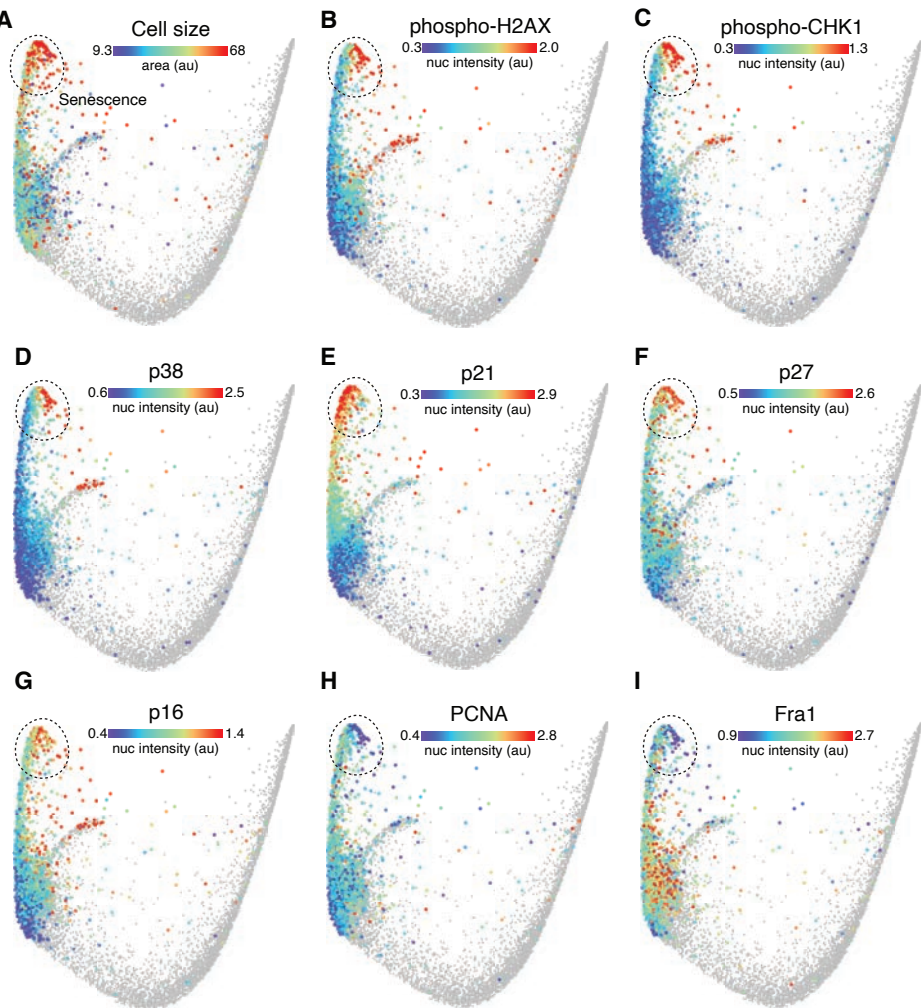 A
Cell size
9.3 68
area (au)
Senescence
B
phospho-H2AX
0.3 2.0
nuc intensity (au)
C
phospho-CHK1
0.3 1.3
nuc intensity (au)
D
p38
0.6 2.5
nuc intensity (au)
E
p21
0.3 2.9
nuc intensity (au)
F
p27
0.5 2.6
nuc intensity (au)
G
p16
0.4 1.4
nuc intensity (au)
H
PCNA
0.4 2.8
nuc intensity (au)
I
Fra1
0.9 2.7
nuc intensity (au)